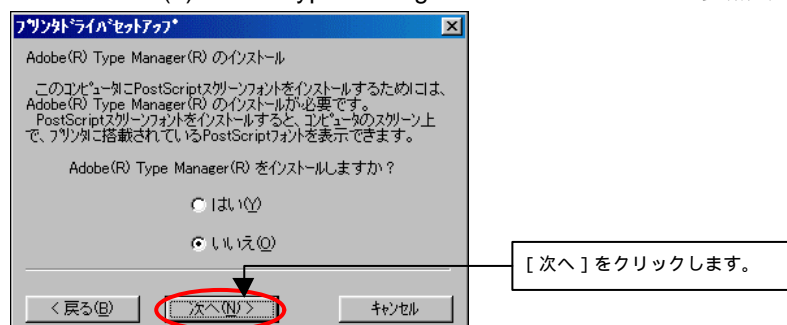 プリンタドライバセットアップ
Adobe(R) Type Manager(R) のインストール
このコンピュータにPostScriptスクリーンフォントをインストールするためには、
Adobe(R) Type Manager(R) のインストールが必要です。
PostScriptスクリーンフォントをインストールすると、コンピュータのスクリーン上
で、プリンタに搭載されているPostScriptフォントを表示できます。
Adobe(R) Type Manager(R) をインストールしますか？
はい(Y)
いいえ(O)
[ 次へ ] をクリックします。
< 戻る(B)
次へ(N) >
キャンセル